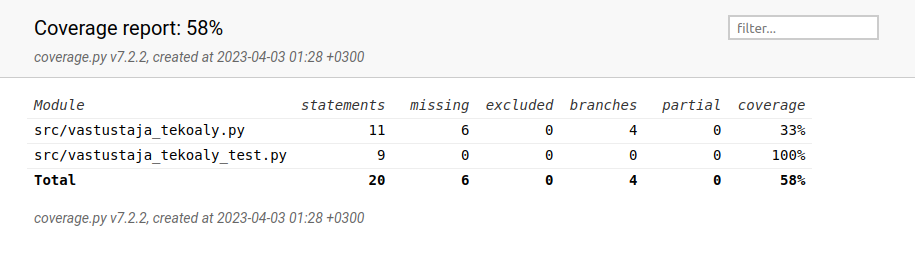 Coverage report: 58%
filter...
coverage.py v7.2.2, created at 2023-04-03 01:28 +0300
Module statements missing excluded branches partial coverage
src/vastustaja_tekoaly.py 11 6 0 4 0 33%
src/vastustaja_tekoaly_test.py 9 0 0 0 0 100%
Total 20 6 0 4 0 58%
coverage.py v7.2.2, created at 2023-04-03 01:28 +0300